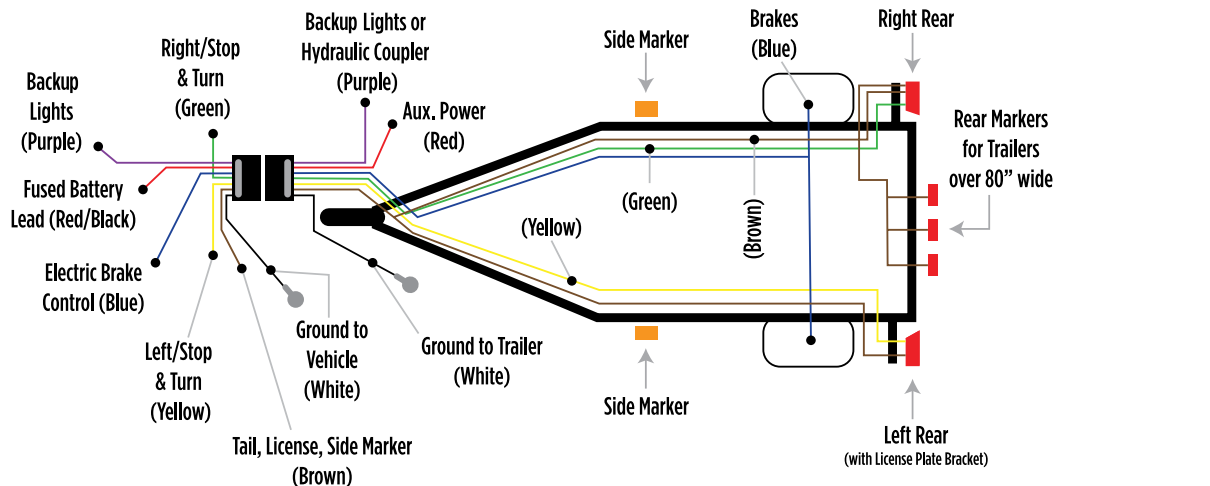 Backup
Lights
(Purple)
Right/Stop
& Turn
(Green)
Backup Lights or
Hydraulic Coupler
(Purple)
Aux. Power
(Red)
Fused Battery
Lead (Red/Black)
Electric Brake
Control (Blue)
Left/Stop
& Turn
(Yellow)
Tail, License, Side Marker
(Brown)
Ground to
Vehicle
(White)
Ground to Trailer
(White)
Side Marker
Brakes
(Blue)
Right Rear
Rear Markers
for Trailers
over 80” wide
(Green)
(Brown)
(Yellow)
Side Marker
Left Rear
(with License Plate Bracket)